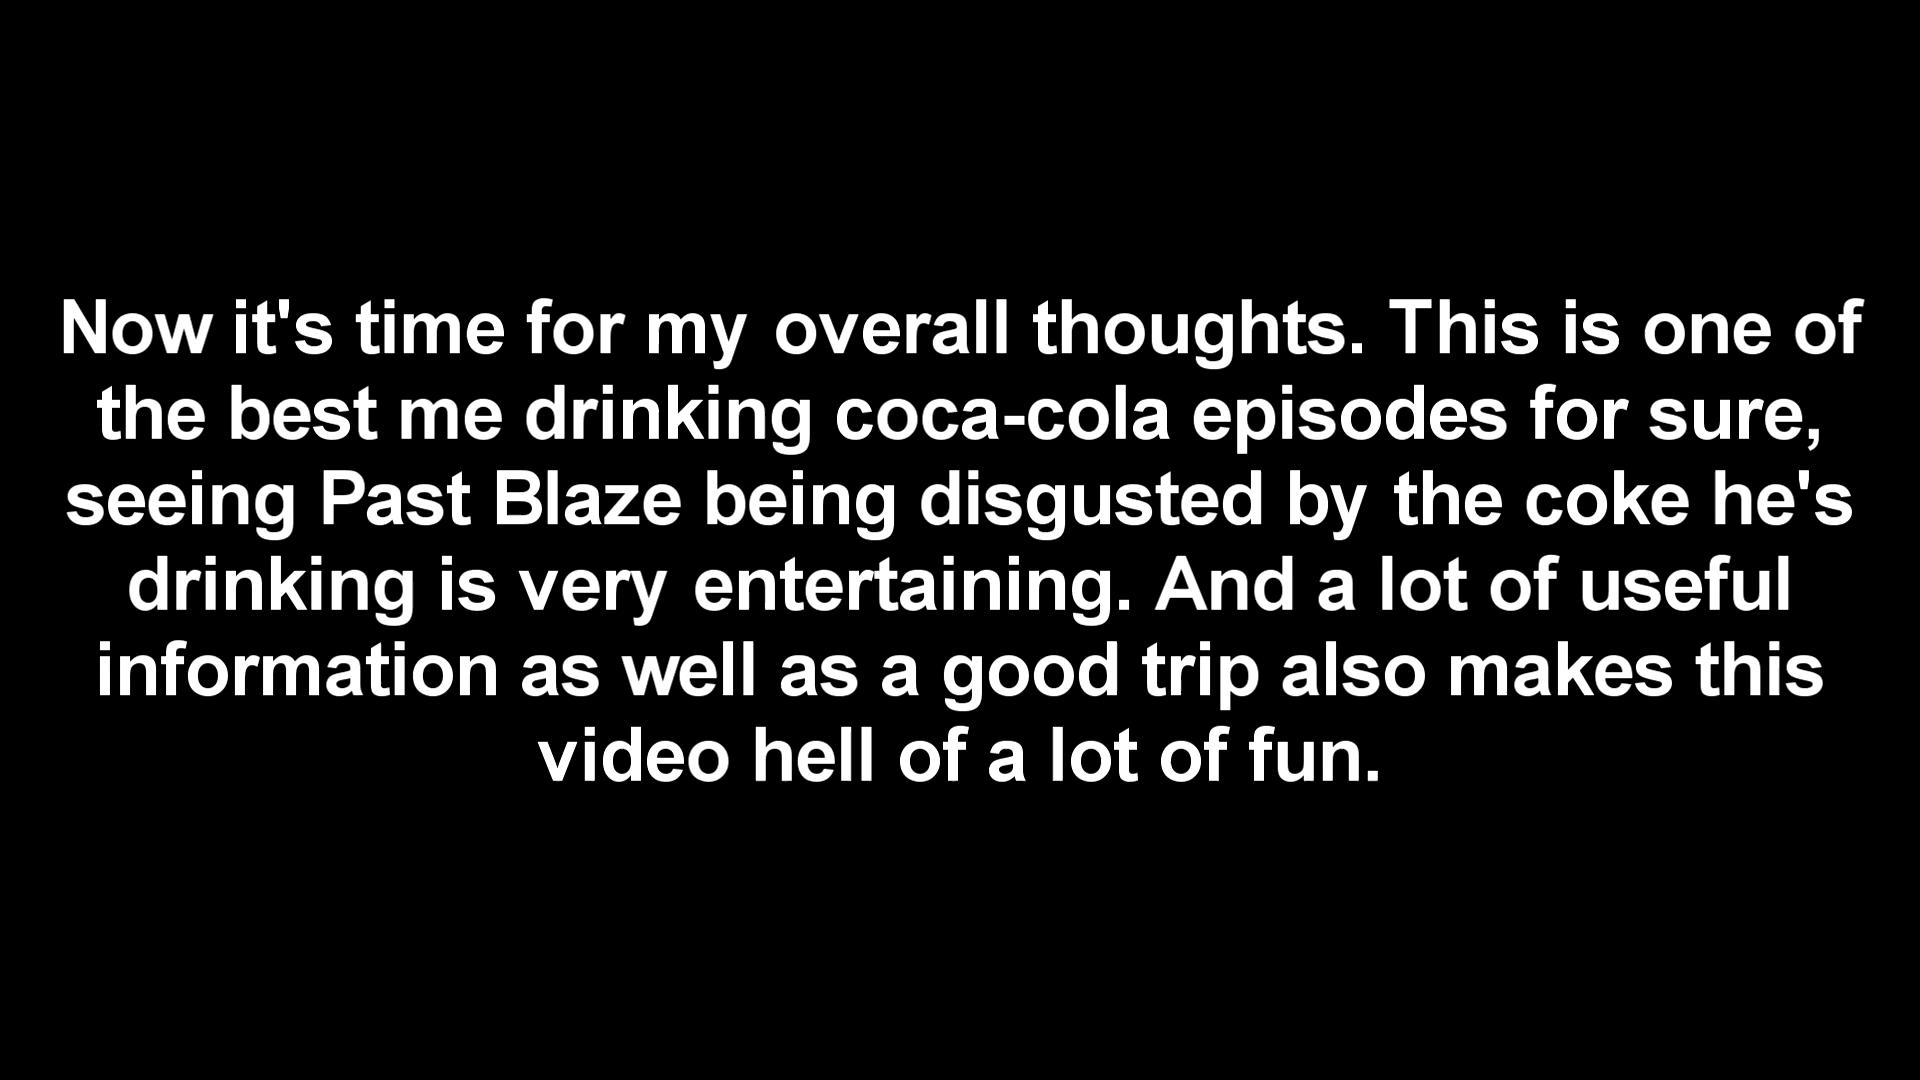 Now it's time for my overall thoughts. This is one of
the best me drinking coca-cola episodes for sure,
seeing Past Blaze being disgusted by the coke he's
drinking is very entertaining. And a lot of useful
information as well as a good trip also makes this
video hell of a lot of fun.